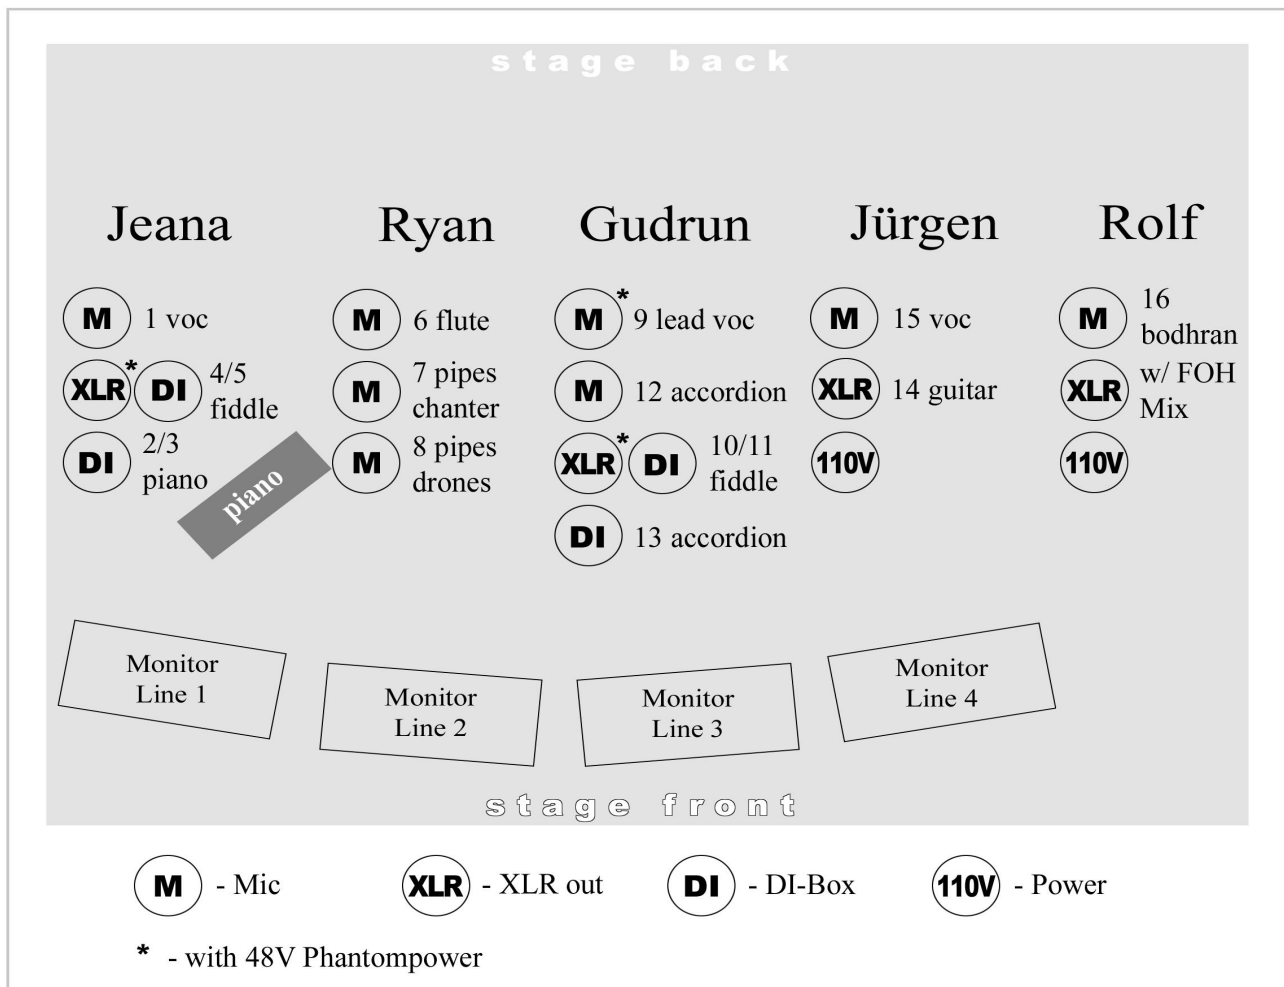 stage back
Jeana
Ryan
Gudrun
Jürgen
Rolf
M 1 voc
XLR * DI 4/5
fiddle
DI 2/3
piano
piano
M 6 flute
M 7 pipes
chanter
M 8 pipes
drones
M * 9 lead voc
M 12 accordion
XLR * DI 10/11
fiddle
DI 13 accordion
M 15 voc
XLR 14 guitar
110V
M 16
bodhran
XLR w/ FOH
Mix
110V
Monitor
Line 1
Monitor
Line 2
Monitor
Line 3
Monitor
Line 4
stage front
M - Mic
XLR - XLR out
DI - DI-Box
110V - Power
* - with 48V Phantompower